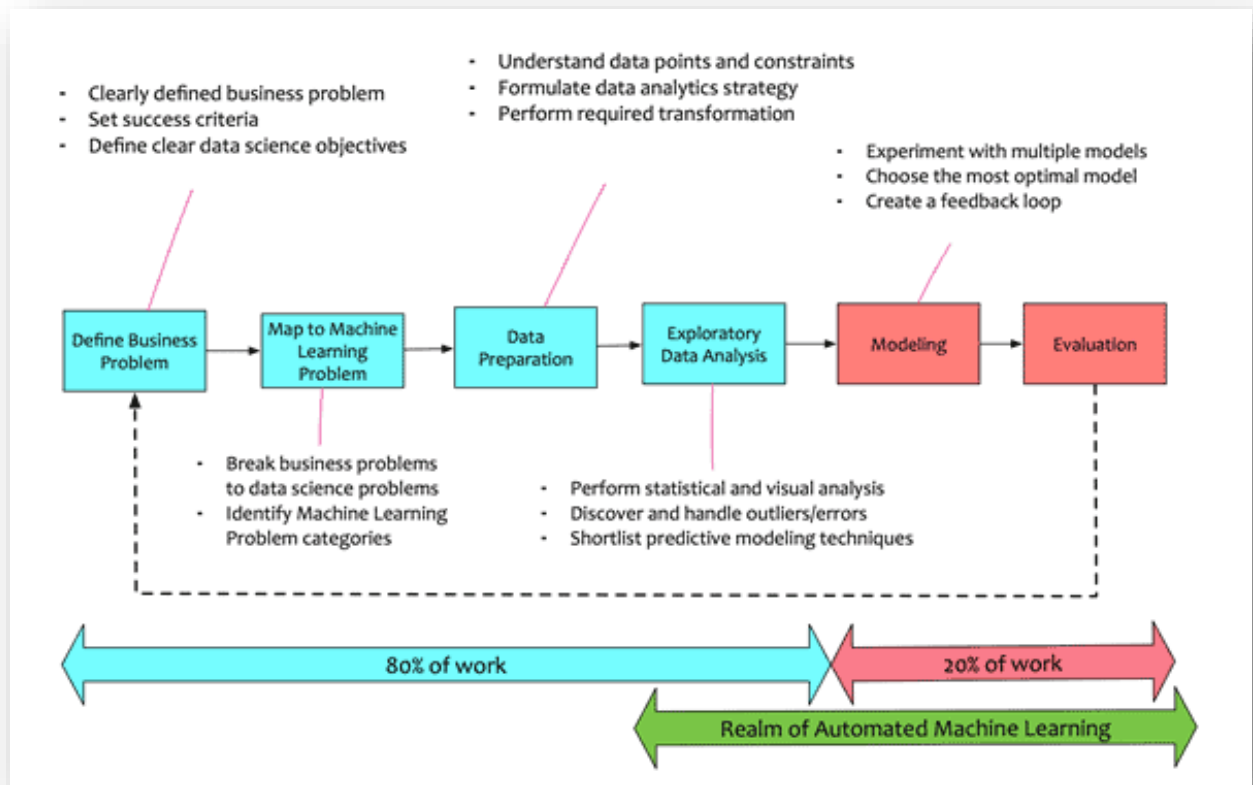 - Clearly defined business problem
- Set success criteria
- Define clear data science objectives
- Understand data points and constraints
- Formulate data analytics strategy
- Perform required transformation
- Experiment with multiple models
- Choose the most optimal model
- Create a feedback loop
Define Business
Problem
Map to Machine
Learning
Problem
Data
Preparation
Exploratory
Data Analysis
Modeling
Evaluation
- Break business problems
to data science problems
- Identify Machine Learning
Problem categories
- Perform statistical and visual analysis
- Discover and handle outliers/errors
- Shortlist predictive modeling techniques
80% of work
20% of work
Realm of Automated Machine Learning